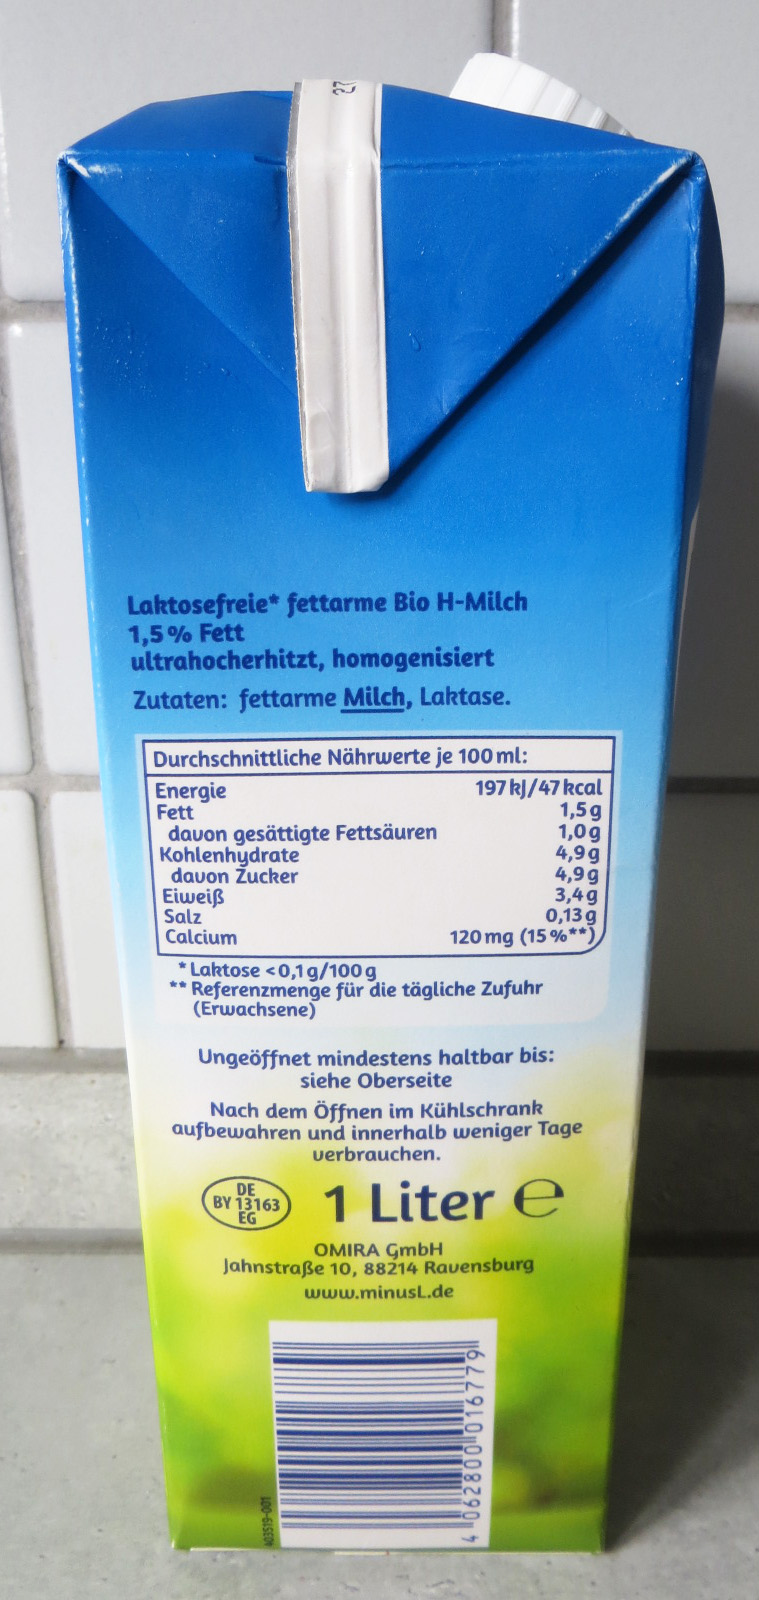 27
Laktosefreie* fettarme Bio H-Milch
1,5% Fett
ultrahocherhitzt, homogenisiert
Zutaten: fettarme Milch, Laktase.
Durchschnittliche Nährwerte je 100 ml:
Energie 197 kJ/47 kcal
Fett 1,5 g
davon gesättigte Fettsäuren 1,0 g
Kohlenhydrate 4,9 g
davon Zucker 4,9 g
Eiweiß 3,4 g
Salz 0,13 g
Calcium 120 mg (15%**)
* Laktose <0,1 g/100 g
** Referenzmenge für die tägliche Zufuhr
(Erwachsene)
Ungeöffnet mindestens haltbar bis:
siehe Oberseite
Nach dem Öffnen im Kühlschrank
aufbewahren und innerhalb weniger Tage
verbrauchen.
DE
BY 13163
EG
1 Liter ℮
OMIRA GmbH
Jahnstraße 10, 88214 Ravensburg
www.minusL.de
4 062800 016779
403519-001